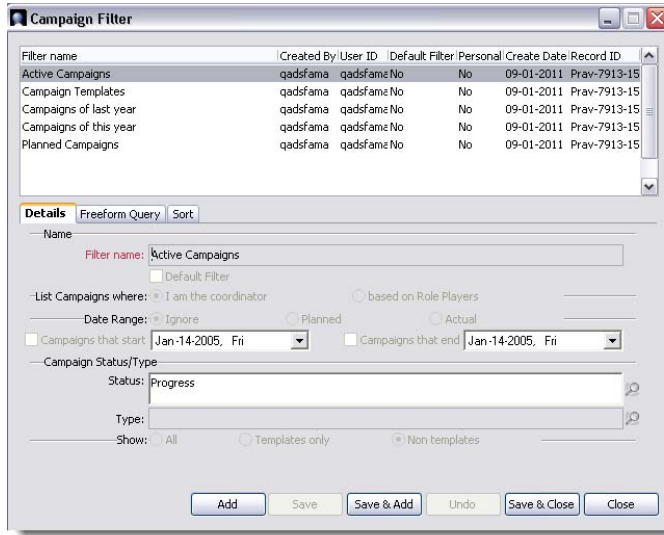 Campaign Filter
Filter name Created By User ID Default Filter Personal Create Date Record ID
Active Campaigns qadsfama qadsfama No No 09-01-2011 Prav-7913-15
Campaign Templates qadsfama qadsfama No No 09-01-2011 Prav-7913-15
Campaigns of last year qadsfama qadsfama No No 09-01-2011 Prav-7913-15
Campaigns of this year qadsfama qadsfama No No 09-01-2011 Prav-7913-15
Planned Campaigns qadsfama qadsfama No No 09-01-2011 Prav-7913-15
Details Freeform Query Sort
Name
Filter name: Active Campaigns
Default Filter
List Campaigns where: I am the coordinator based on Role Players
Date Range: Ignore Planned Actual
Campaigns that start Jan-14-2005, Fri Campaigns that end Jan-14-2005, Fri
Campaign Status/Type
Status: Progress
Type:
Show: All Templates only Non templates
Add Save Save & Add Undo Save & Close Close